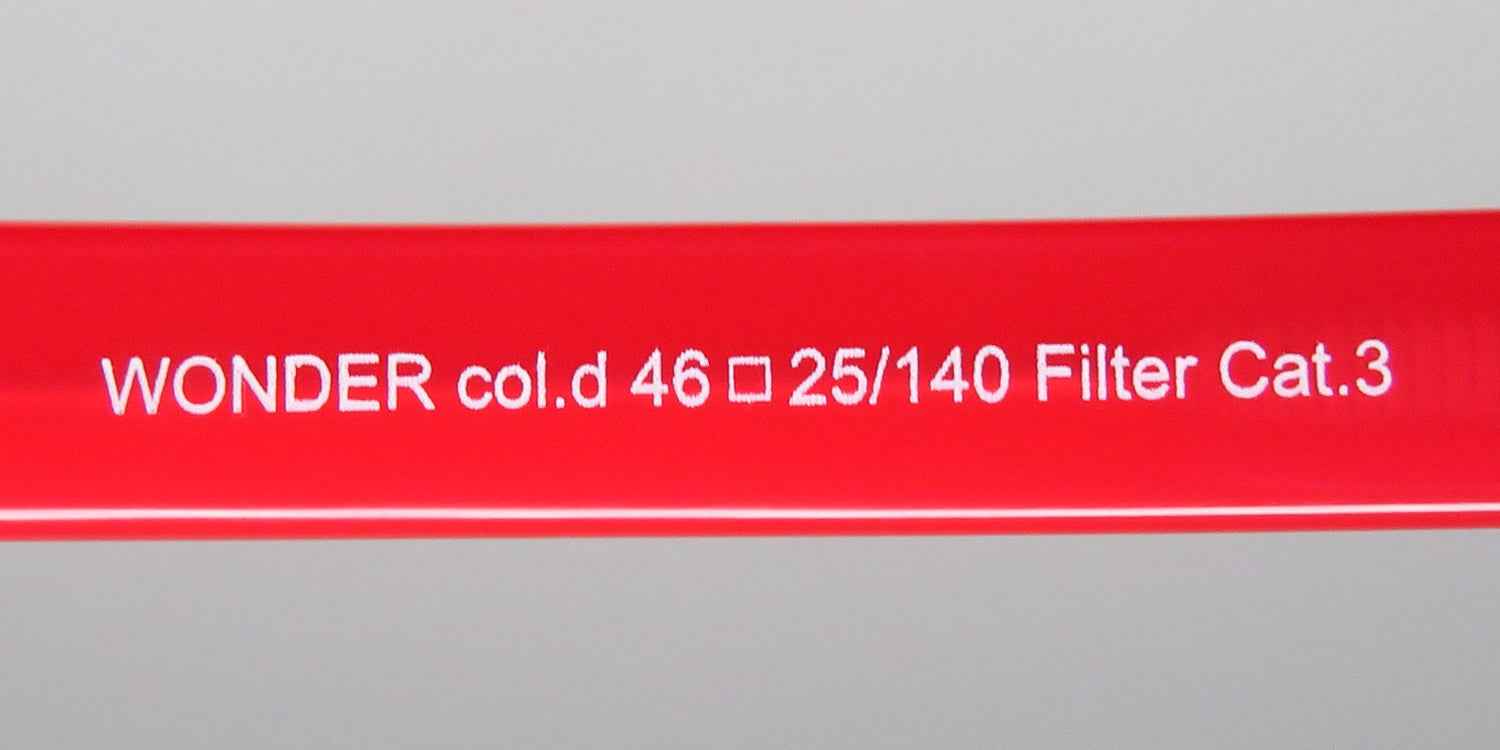 WONDER col.d 46□25/140 Filter Cat.3